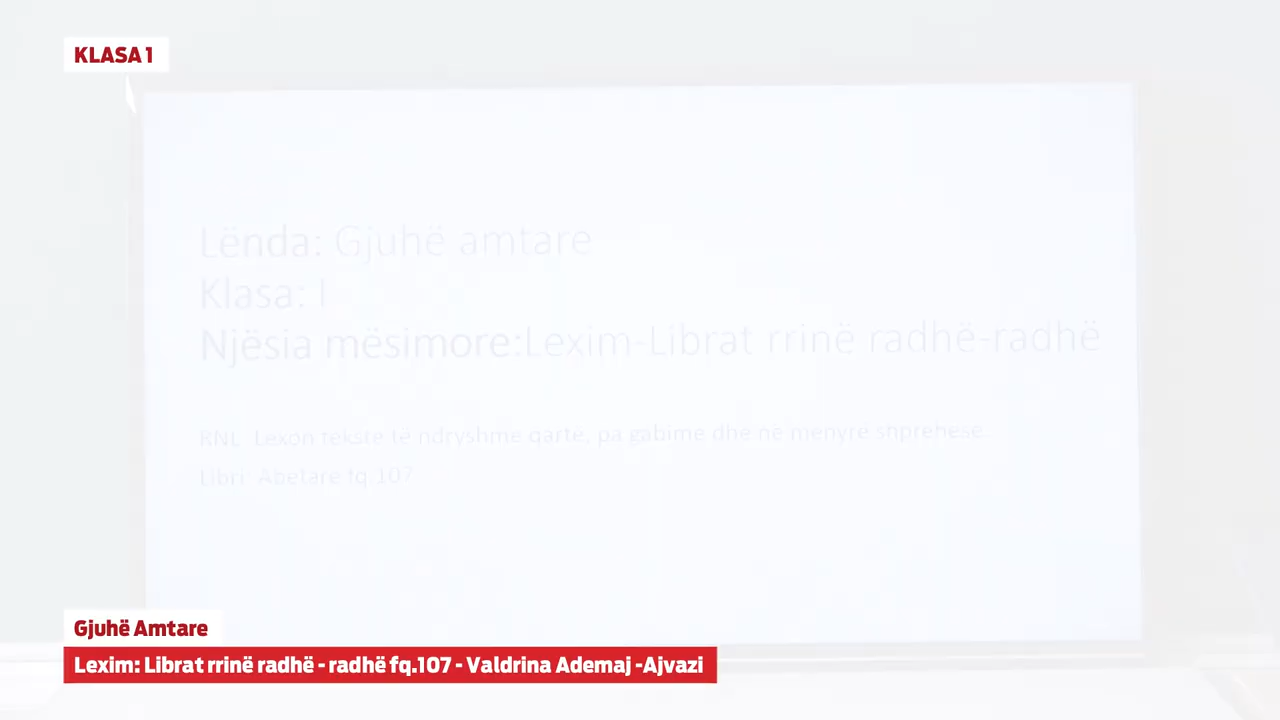 KLASA 1
Lënda: Gjuhë amtare
Klasa: I
Njësia mësimore:Lexim-Librat rrinë radhë-radhë
RNL: Lexon tekste të ndryshme qartë, pa gabime dhe në menyrë shprehëse.
Libri: Abetare fq.107
Gjuhë Amtare
Lexim: Librat rrinë radhë - radhë fq.107 - Valdrina Ademaj -Ajvazi